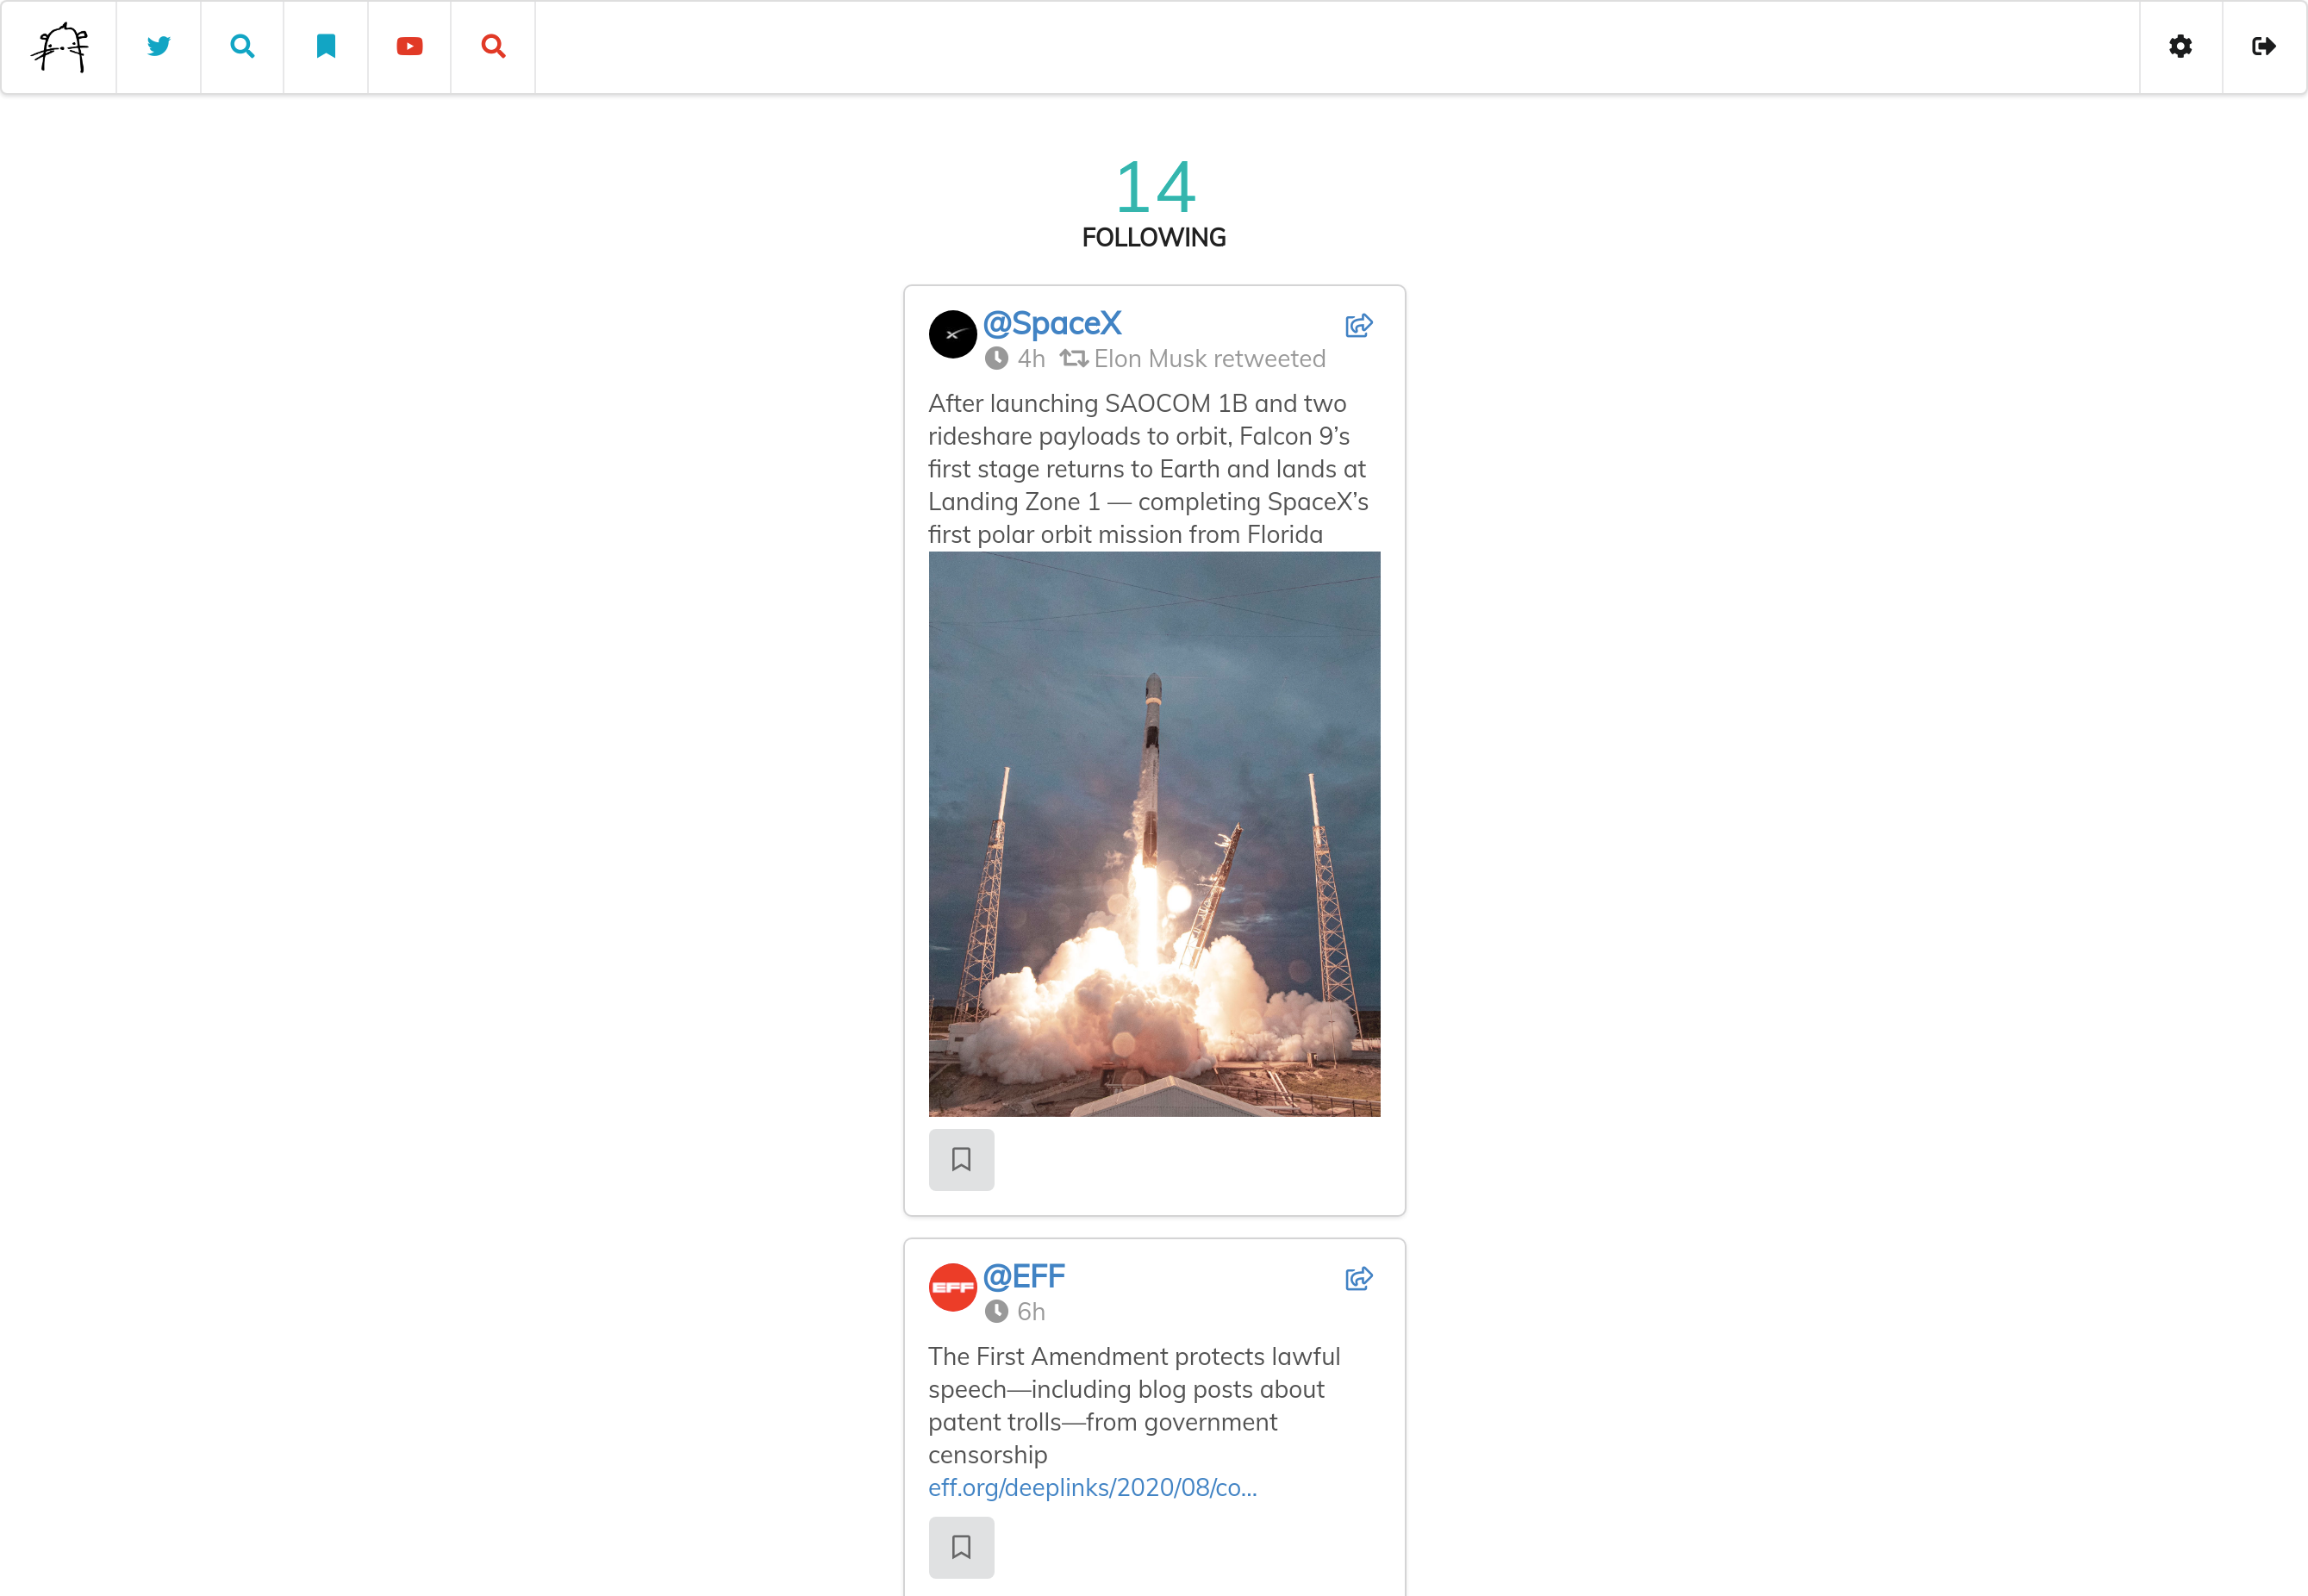 14
FOLLOWING
@SpaceX
4h Elon Musk retweeted
After launching SAOCOM 1B and two
rideshare payloads to orbit, Falcon 9’s
first stage returns to Earth and lands at
Landing Zone 1 — completing SpaceX’s
first polar orbit mission from Florida
EFF
@EFF
6h
The First Amendment protects lawful
speech—including blog posts about
patent trolls—from government
censorship
eff.org/deeplinks/2020/08/co...